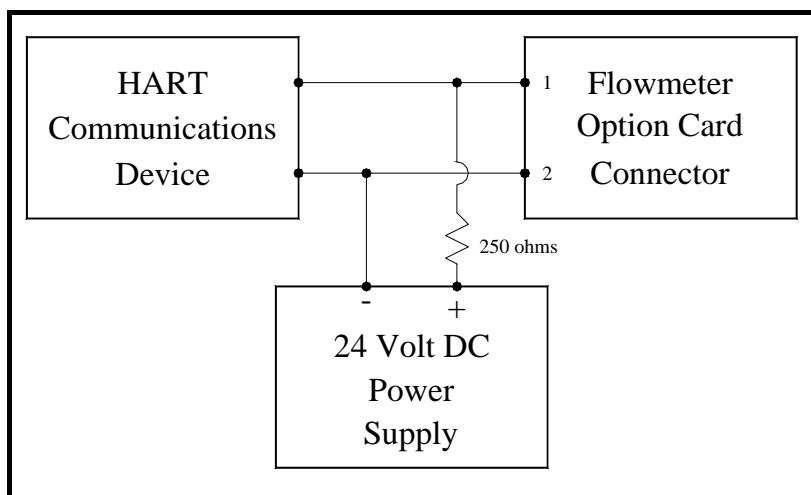 HART
Communications
Device
1
Flowmeter
Option Card
2
Connector
250 ohms
- +
24 Volt DC
Power
Supply